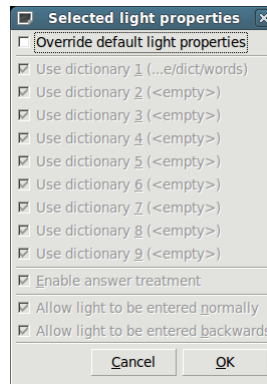 Selected light properties
Override default light properties
Use dictionary 1 (...e/dict/words)
Use dictionary 2 (<empty>)
Use dictionary 3 (<empty>)
Use dictionary 4 (<empty>)
Use dictionary 5 (<empty>)
Use dictionary 6 (<empty>)
Use dictionary 7 (<empty>)
Use dictionary 8 (<empty>)
Use dictionary 9 (<empty>)
Enable answer treatment
Allow light to be entered normally
Allow light to be entered backwards
Cancel OK